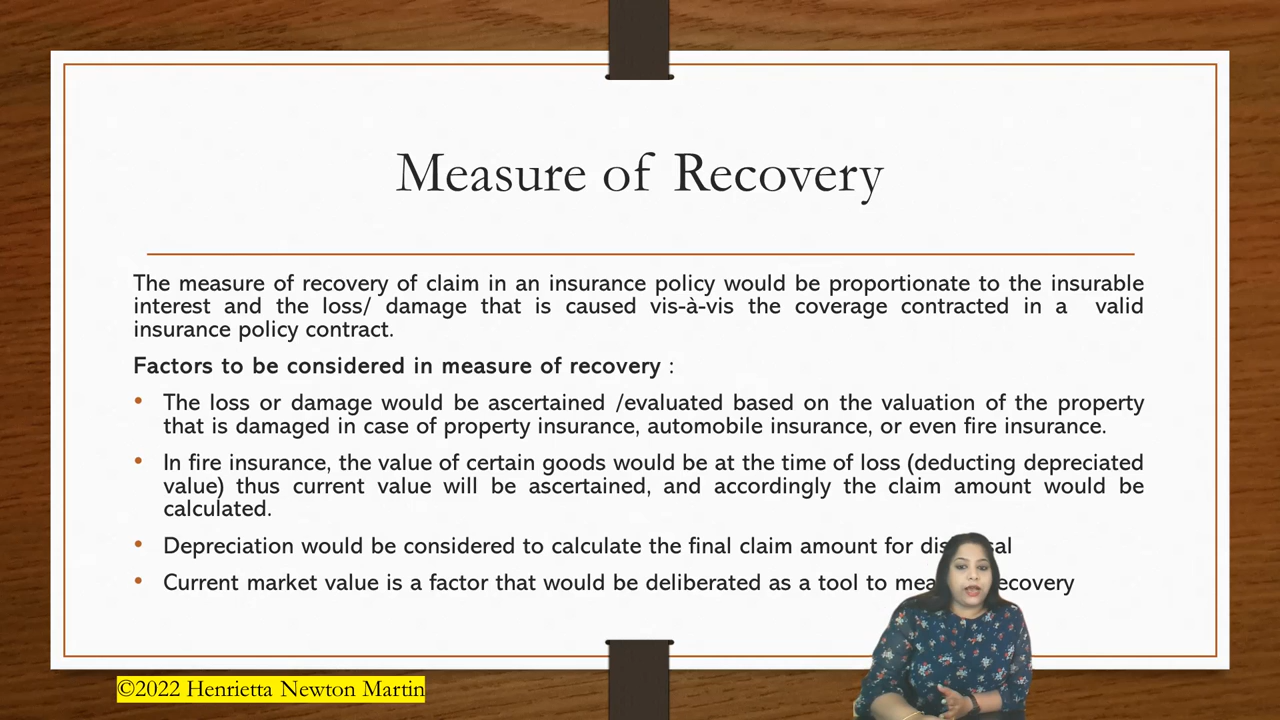 Measure of Recovery
The measure of recovery of claim in an insurance policy would be proportionate to the insurable
interest and the loss/ damage that is caused vis-à-vis the coverage contracted in a valid
insurance policy contract.
Factors to be considered in measure of recovery :
• The loss or damage would be ascertained /evaluated based on the valuation of the property
that is damaged in case of property insurance, automobile insurance, or even fire insurance.
• In fire insurance, the value of certain goods would be at the time of loss (deducting depreciated
value) thus current value will be ascertained, and accordingly the claim amount would be
calculated.
• Depreciation would be considered to calculate the final claim amount for
• Current market value is a factor that would be deliberated as a tool to
©2022 Henrietta Newton Martin